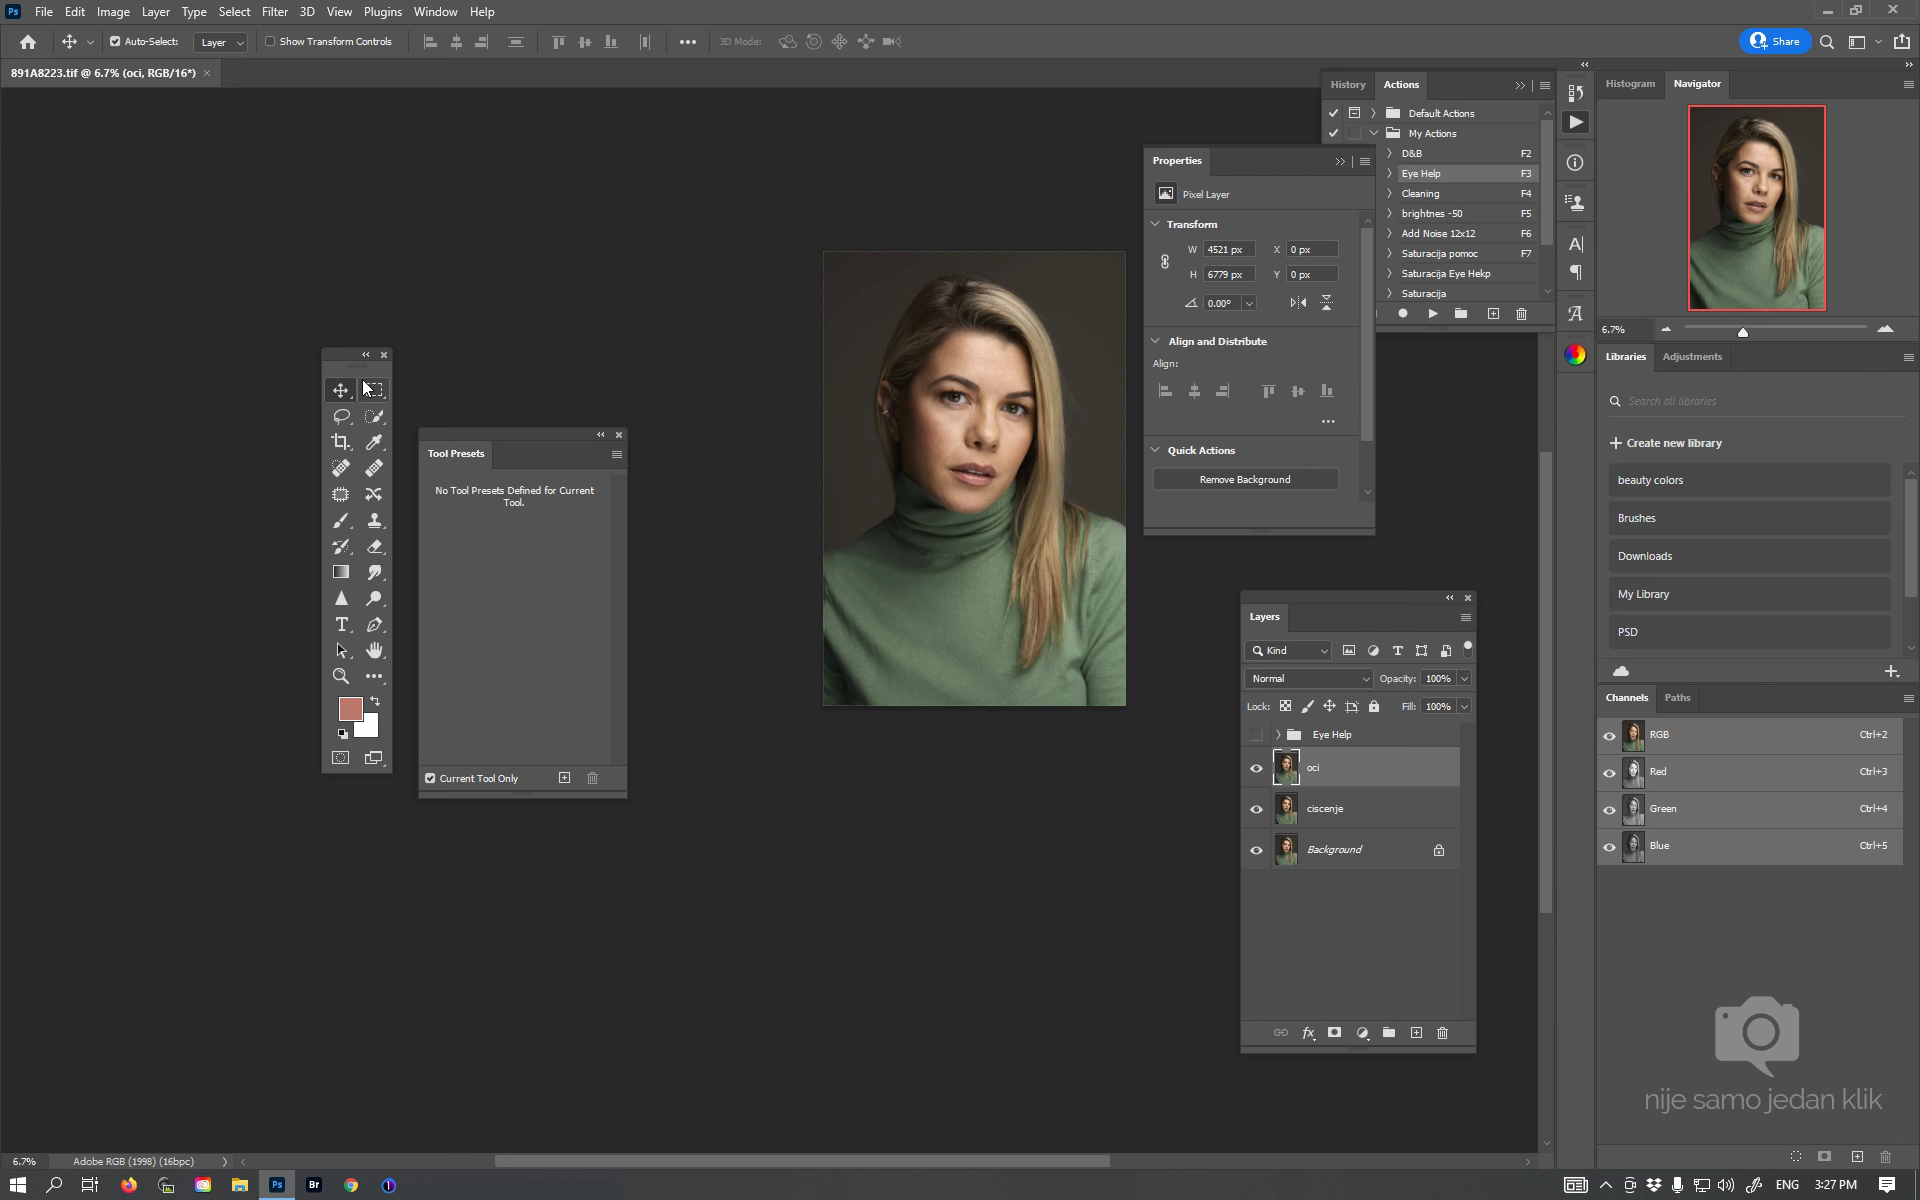 Ps File Edit Image Layer Type Select Filter 3D View Plugins Window Help
Auto-Select: Layer Show Transform Controls 3D Mode: Share
891A8223.tif @ 6.7% (oci, RGB/16*)
History Actions
Default Actions
My Actions
D&B F2
Eye Help F3
Cleaning F4
brightnes -50 F5
Add Noise 12x12 F6
Saturacija pomoc F7
Saturacija Eye Hekp
Saturacija
Properties
Pixel Layer
Transform
W 4521 px X 0 px
H 6779 px Y 0 px
0.00°
Align and Distribute
Align:
Quick Actions
Remove Background
Tool Presets
No Tool Presets Defined for Current
Tool.
Current Tool Only
Layers
Kind
Normal Opacity: 100%
Lock: Fill: 100%
Eye Help
oci
ciscenje
Background
Histogram Navigator
6.7%
Libraries Adjustments
Search all libraries
Create new library
beauty colors
Brushes
Downloads
My Library
PSD
Channels Paths
RGB Ctrl+2
Red Ctrl+3
Green Ctrl+4
Blue Ctrl+5
nije samo jedan klik
6.7% Adobe RGB (1998) (16bpc)
Ps Br ENG 3:27 PM